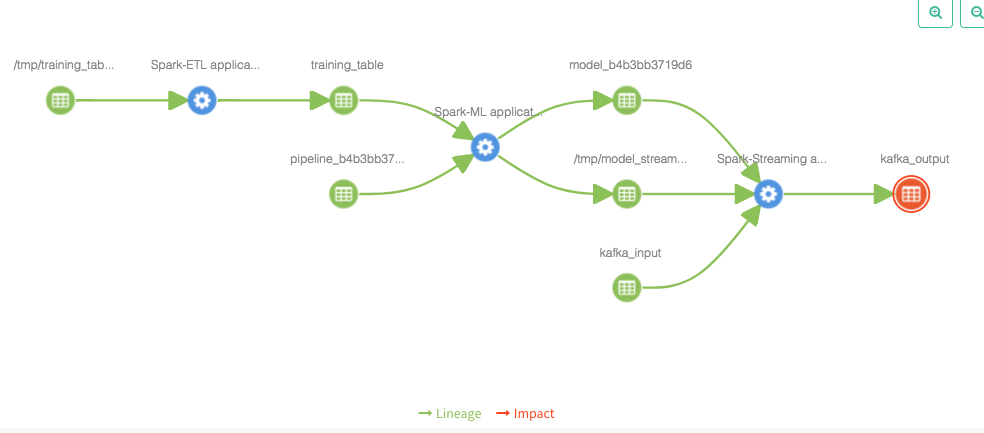 /tmp/training_tab...
Spark-ETL applica...
training_table
model_b4b3bb3719d6
Spark-ML applicat...
pipeline_b4b3bb37...
/tmp/model_stream...
Spark-Streaming a...
kafka_output
kafka_input
Lineage
Impact